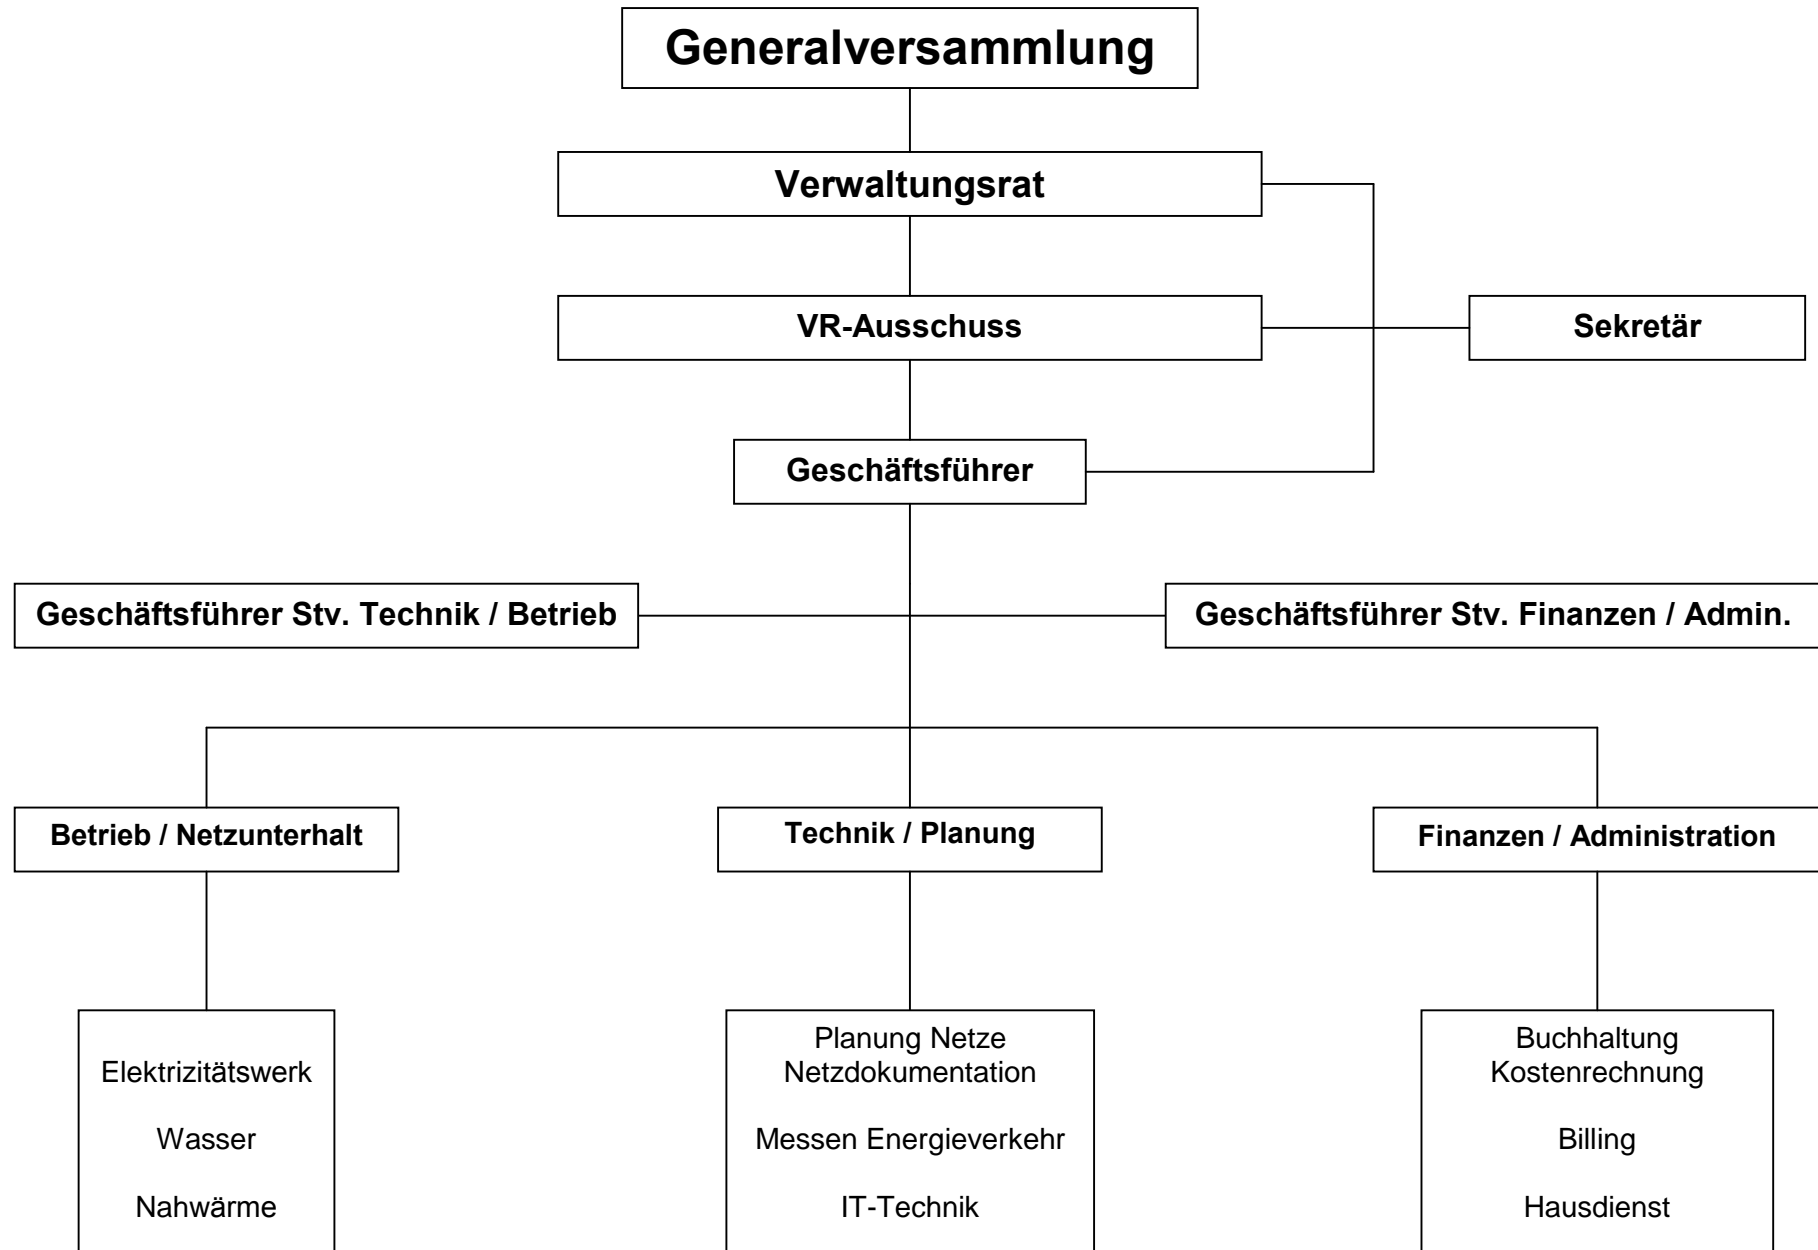 Generalversammlung
Verwaltungsrat
VR-Ausschuss
Sekretär
Geschäftsführer
Geschäftsführer Stv. Technik / Betrieb
Geschäftsführer Stv. Finanzen / Admin.
Betrieb / Netzunterhalt
Technik / Planung
Finanzen / Administration
Elektrizitätswerk
Wasser
Nahwärme
Planung Netze
Netzdokumentation
Messen Energieverkehr
IT-Technik
Buchhaltung
Kostenrechnung
Billing
Hausdienst